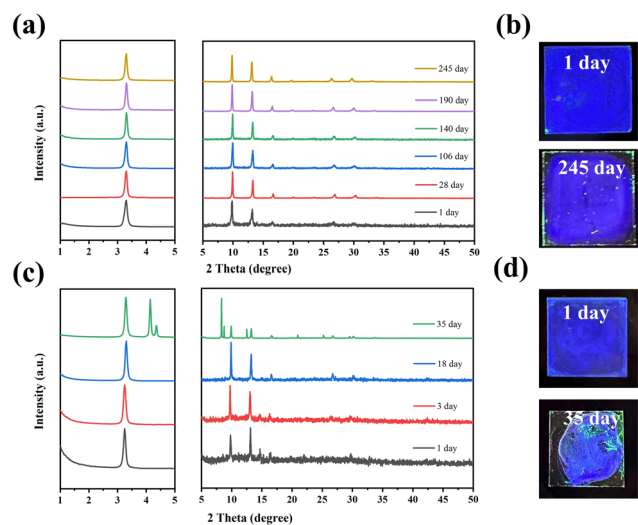 (a)
(b)
Intensity (a.u.)
245 day
190 day
140 day
106 day
28 day
1 day
1 2 3 4 5
5 10 15 20 25 30 35 40 45 50
2 Theta (degree)
1 day
245 day
(c)
(d)
Intensity (a.u.)
35 day
18 day
3 day
1 day
1 2 3 4 5
5 10 15 20 25 30 35 40 45 50
2 Theta (degree)
1 day
35 day